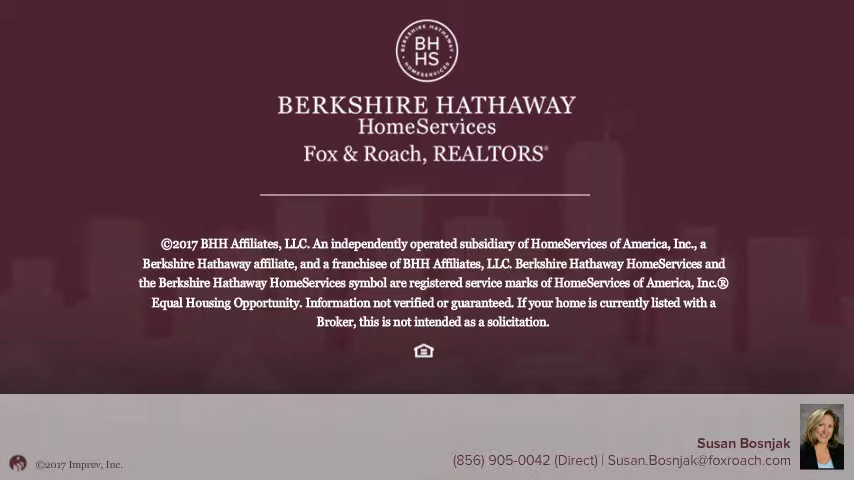 BERKSHIRE HATHAWAY
HOMESERVICES
BH
HS
BERKSHIRE HATHAWAY
HomeServices
Fox & Roach, REALTORS®
©2017 BHH Affiliates, LLC. An independently operated subsidiary of HomeServices of America, Inc., a
Berkshire Hathaway affiliate, and a franchisee of BHH Affiliates, LLC. Berkshire Hathaway HomeServices and
the Berkshire Hathaway HomeServices symbol are registered service marks of HomeServices of America, Inc.®
Equal Housing Opportunity. Information not verified or guaranteed. If your home is currently listed with a
Broker, this is not intended as a solicitation.
Susan Bosnjak
(856) 905-0042 (Direct) | Susan.Bosnjak@foxroach.com
©2017 Imprev, Inc.